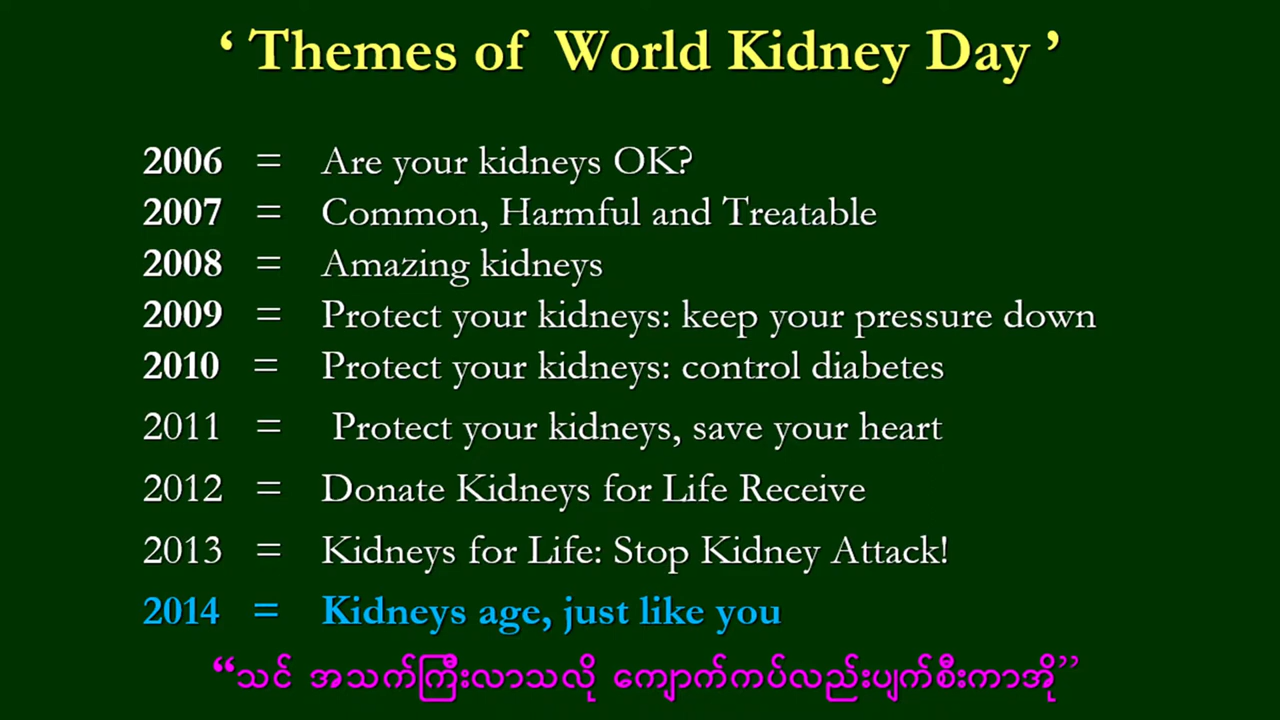 ‘ Themes of World Kidney Day ’
2006 = Are your kidneys OK?
2007 = Common, Harmful and Treatable
2008 = Amazing kidneys
2009 = Protect your kidneys: keep your pressure down
2010 = Protect your kidneys: control diabetes
2011 = Protect your kidneys, save your heart
2012 = Donate Kidneys for Life Receive
2013 = Kidneys for Life: Stop Kidney Attack!
2014 = Kidneys age, just like you
“သင် အသက်ကြီးလာသလို ကျောက်ကပ်လည်းပျက်စီးကာအို”